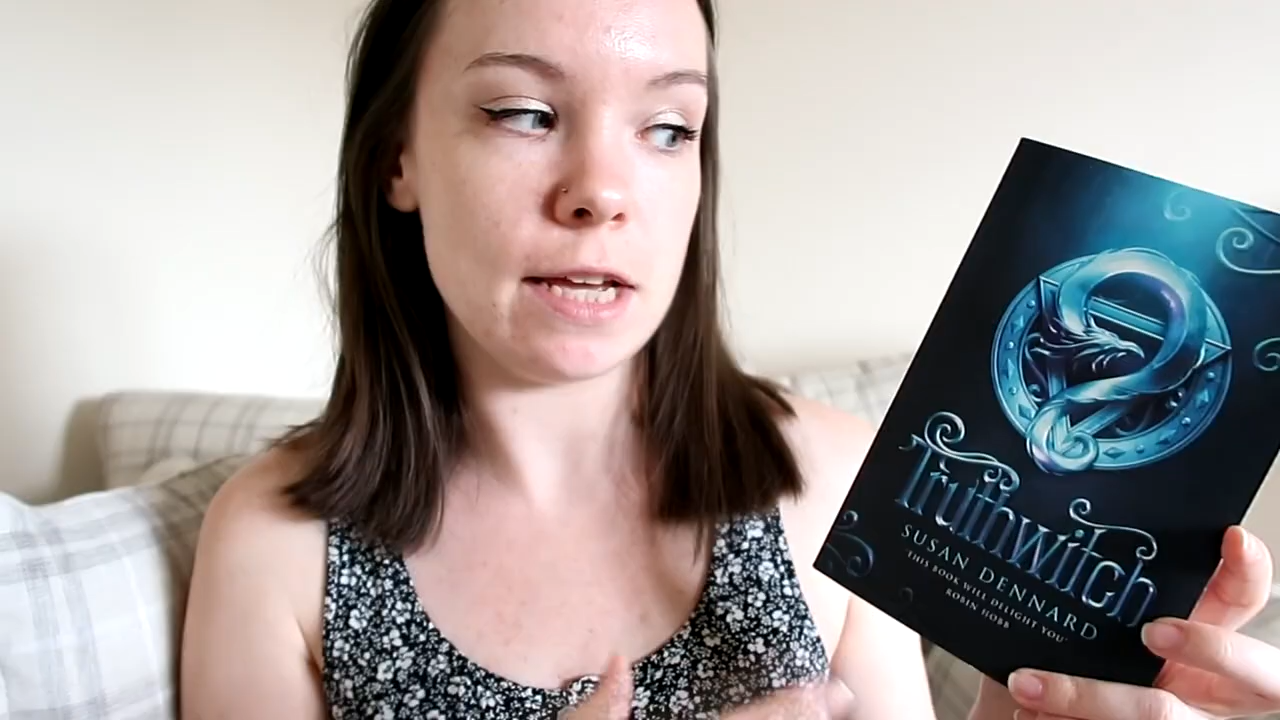 Truthwitch
SUSAN DENNARD
'THIS BOOK WILL DELIGHT YOU'
ROBIN HOBB